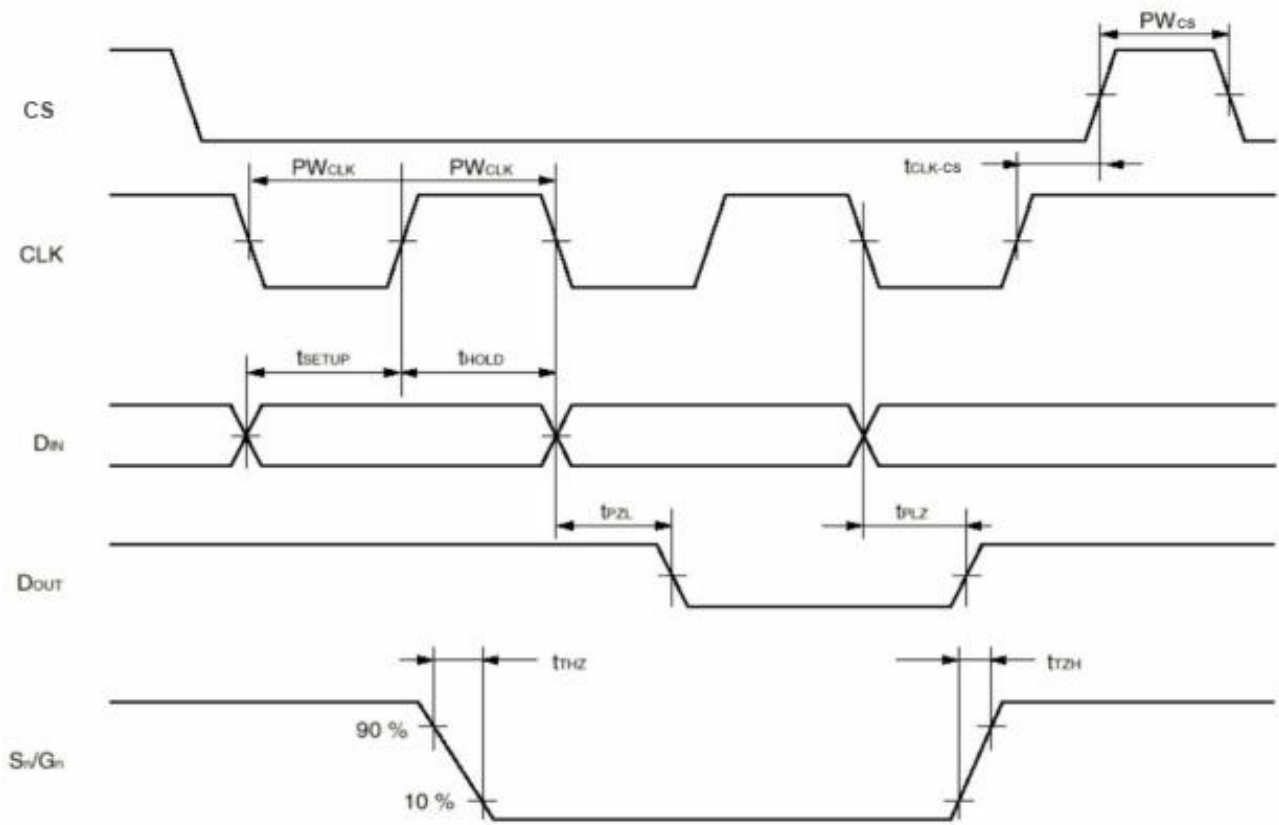 PWcs
CS
tCLK-CS
PWCLK PWCLK
CLK
tSETUP tHOLD
DIN
tPZL tPLZ
DOUT
tTHZ tTZH
90 %
Sn/Gn
10 %